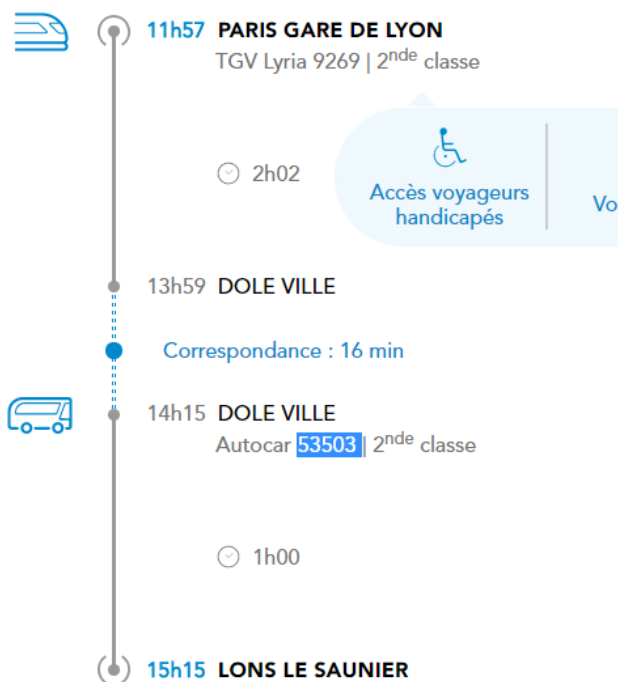 11h57 PARIS GARE DE LYON
TGV Lyria 9269 | 2nde classe
2h02
Accès voyageurs
handicapés
Vo
13h59 DOLE VILLE
Correspondance : 16 min
14h15 DOLE VILLE
Autocar 53503 | 2nde classe
1h00
15h15 LONS LE SAUNIER